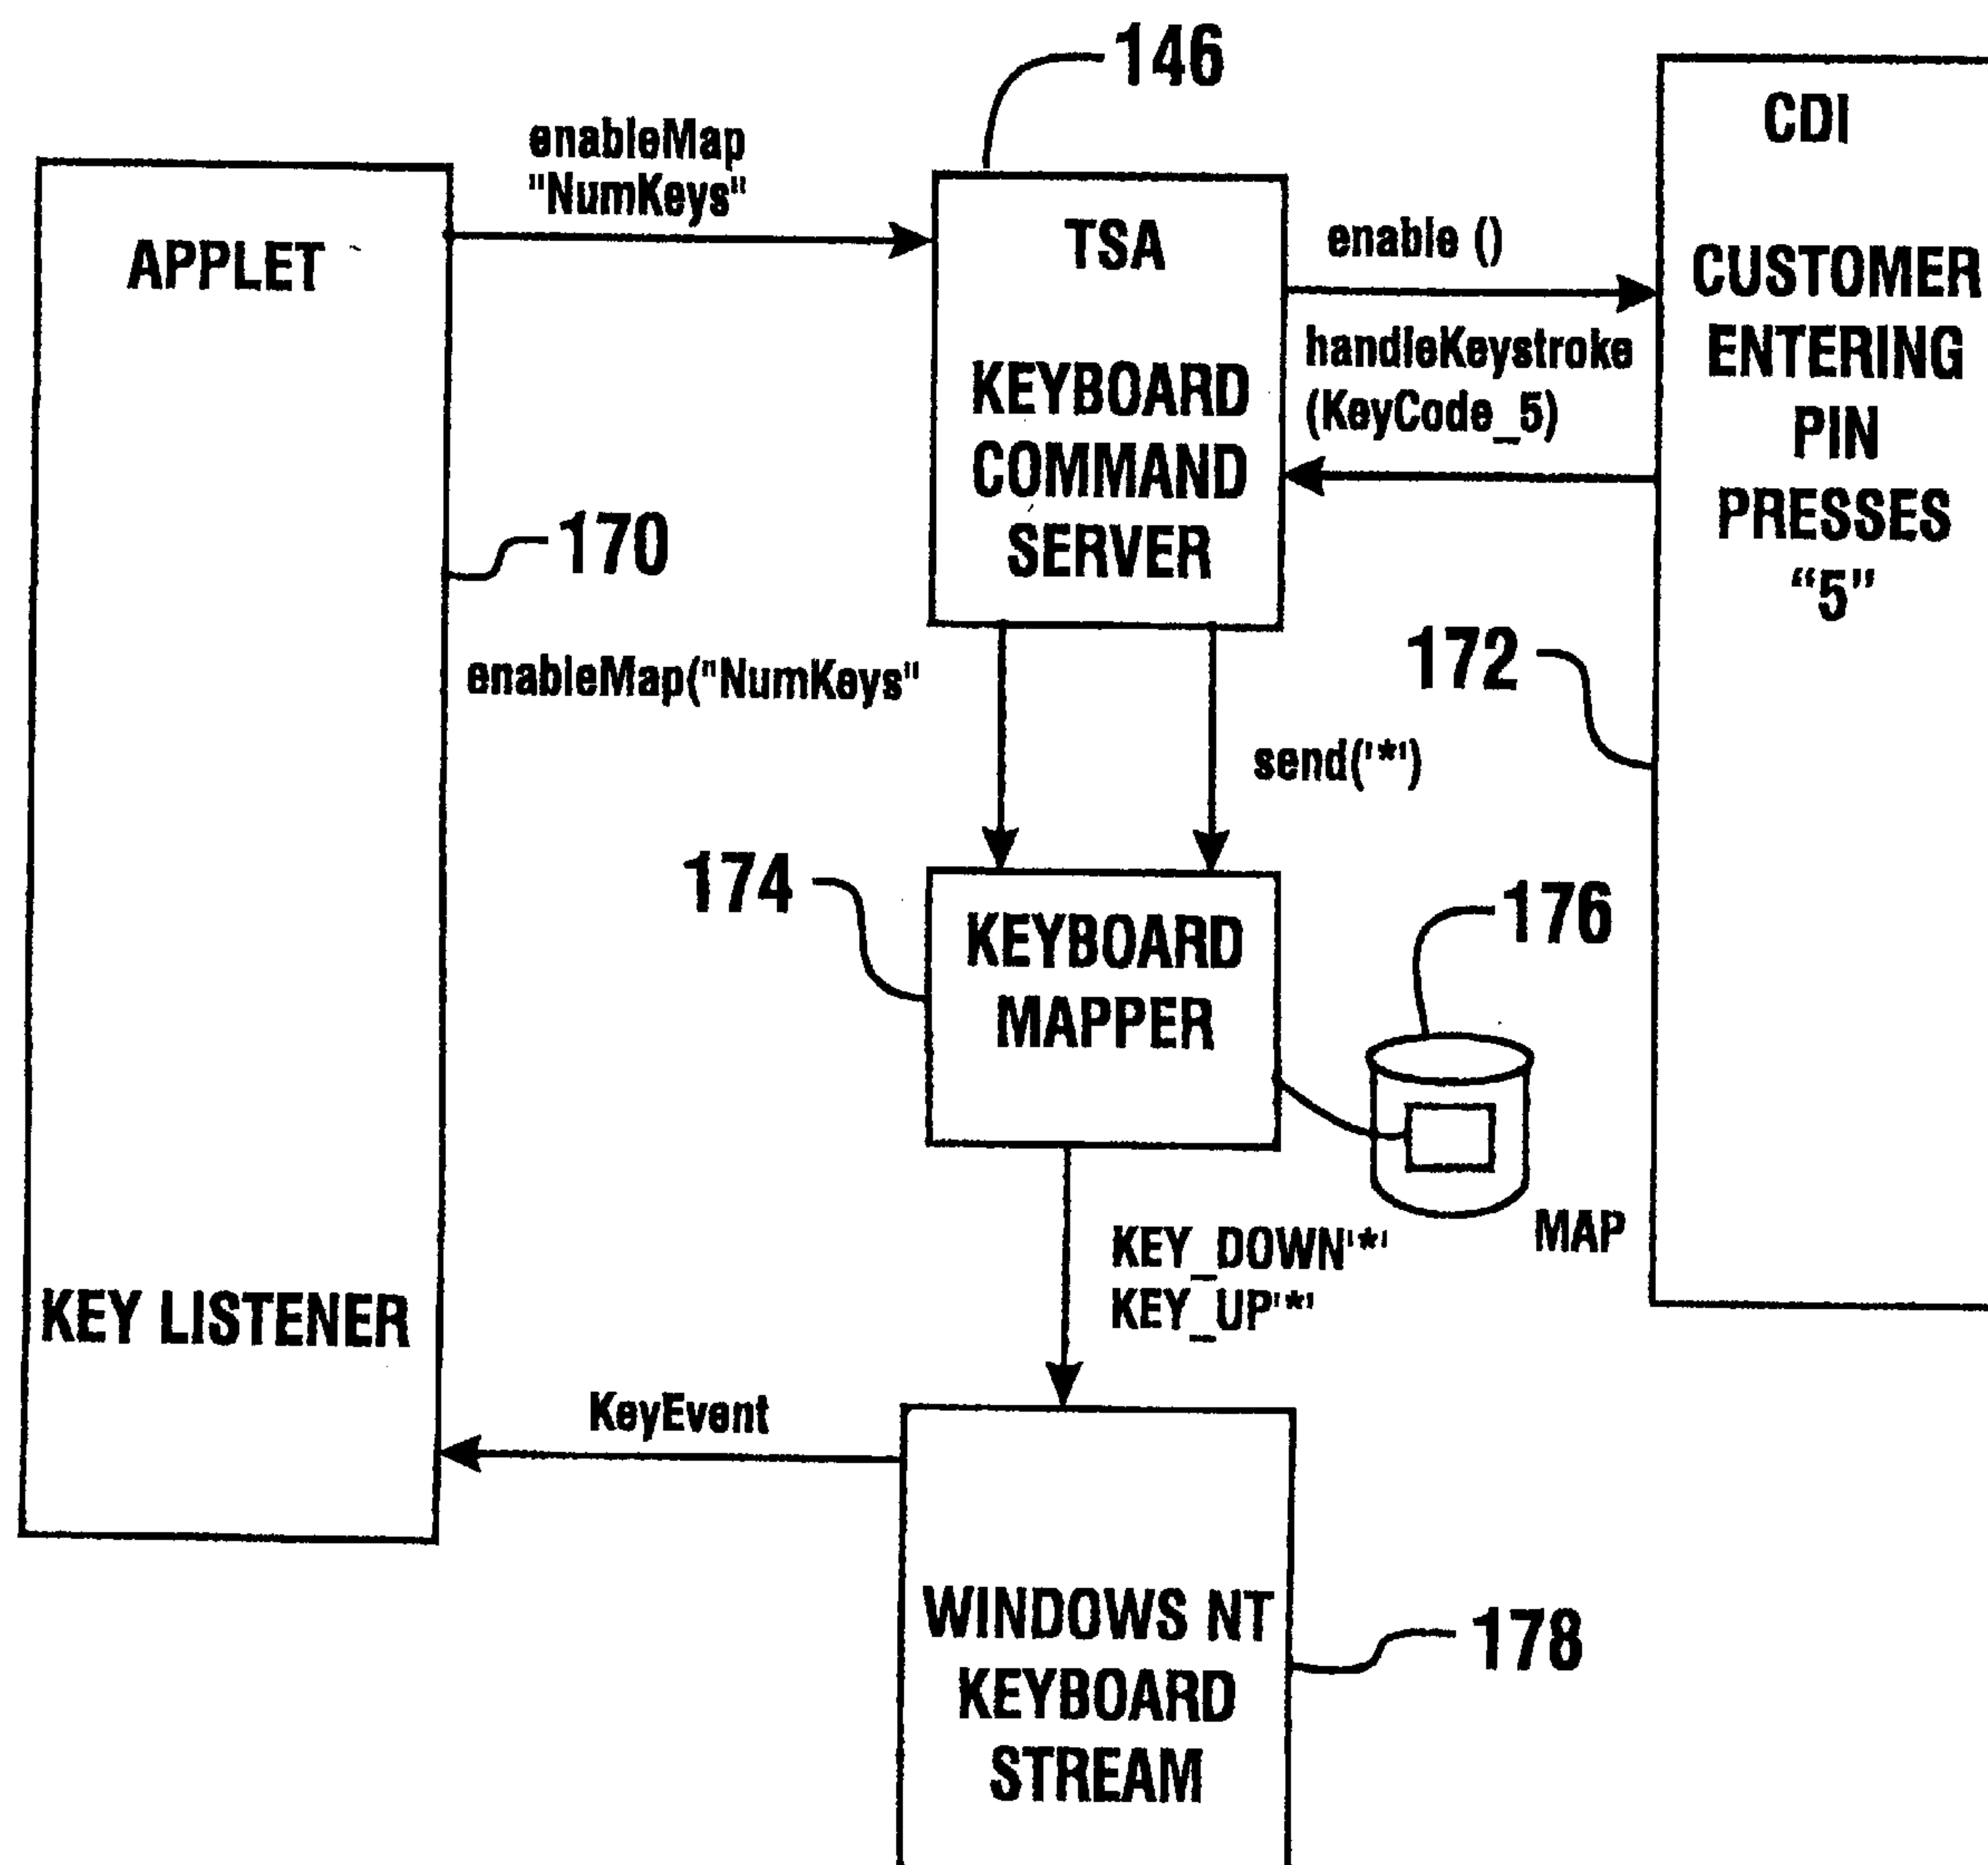 146
CDI
enableMap
"NumKeys"
APPLET
TSA
enable ()
CUSTOMER
ENTERING
PIN
PRESSES
“5”
handleKeystroke
(KeyCode_5)
KEYBOARD
COMMAND
SERVER
170
172
enableMap("NumKeys"
send('*')
174
176
KEYBOARD
MAPPER
MAP
KEY_DOWN'*'
KEY_UP'*'
KEY LISTENER
KeyEvent
WINDOWS NT
KEYBOARD
STREAM
178